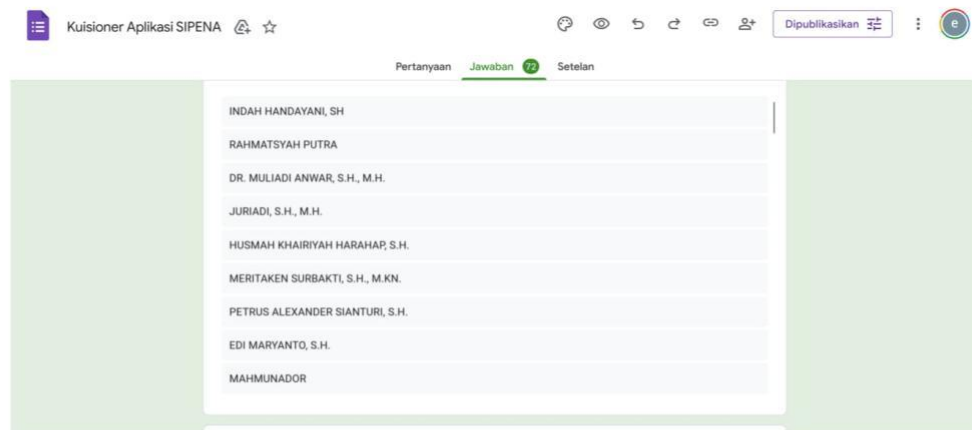 Kuisioner Aplikasi SIPENA
Dipublikasikan
e
Pertanyaan Jawaban 72 Setelan
INDAH HANDAYANI, SH
RAHMATSYAH PUTRA
DR. MULIADI ANWAR, S.H., M.H.
JURIADI, S.H., M.H.
HUSMAH KHAIRIYAH HARAHAP, S.H.
MERITAKEN SURBAKTI, S.H., M.KN.
PETRUS ALEXANDER SIANTURI, S.H.
EDI MARYANTO, S.H.
MAHMUNADOR